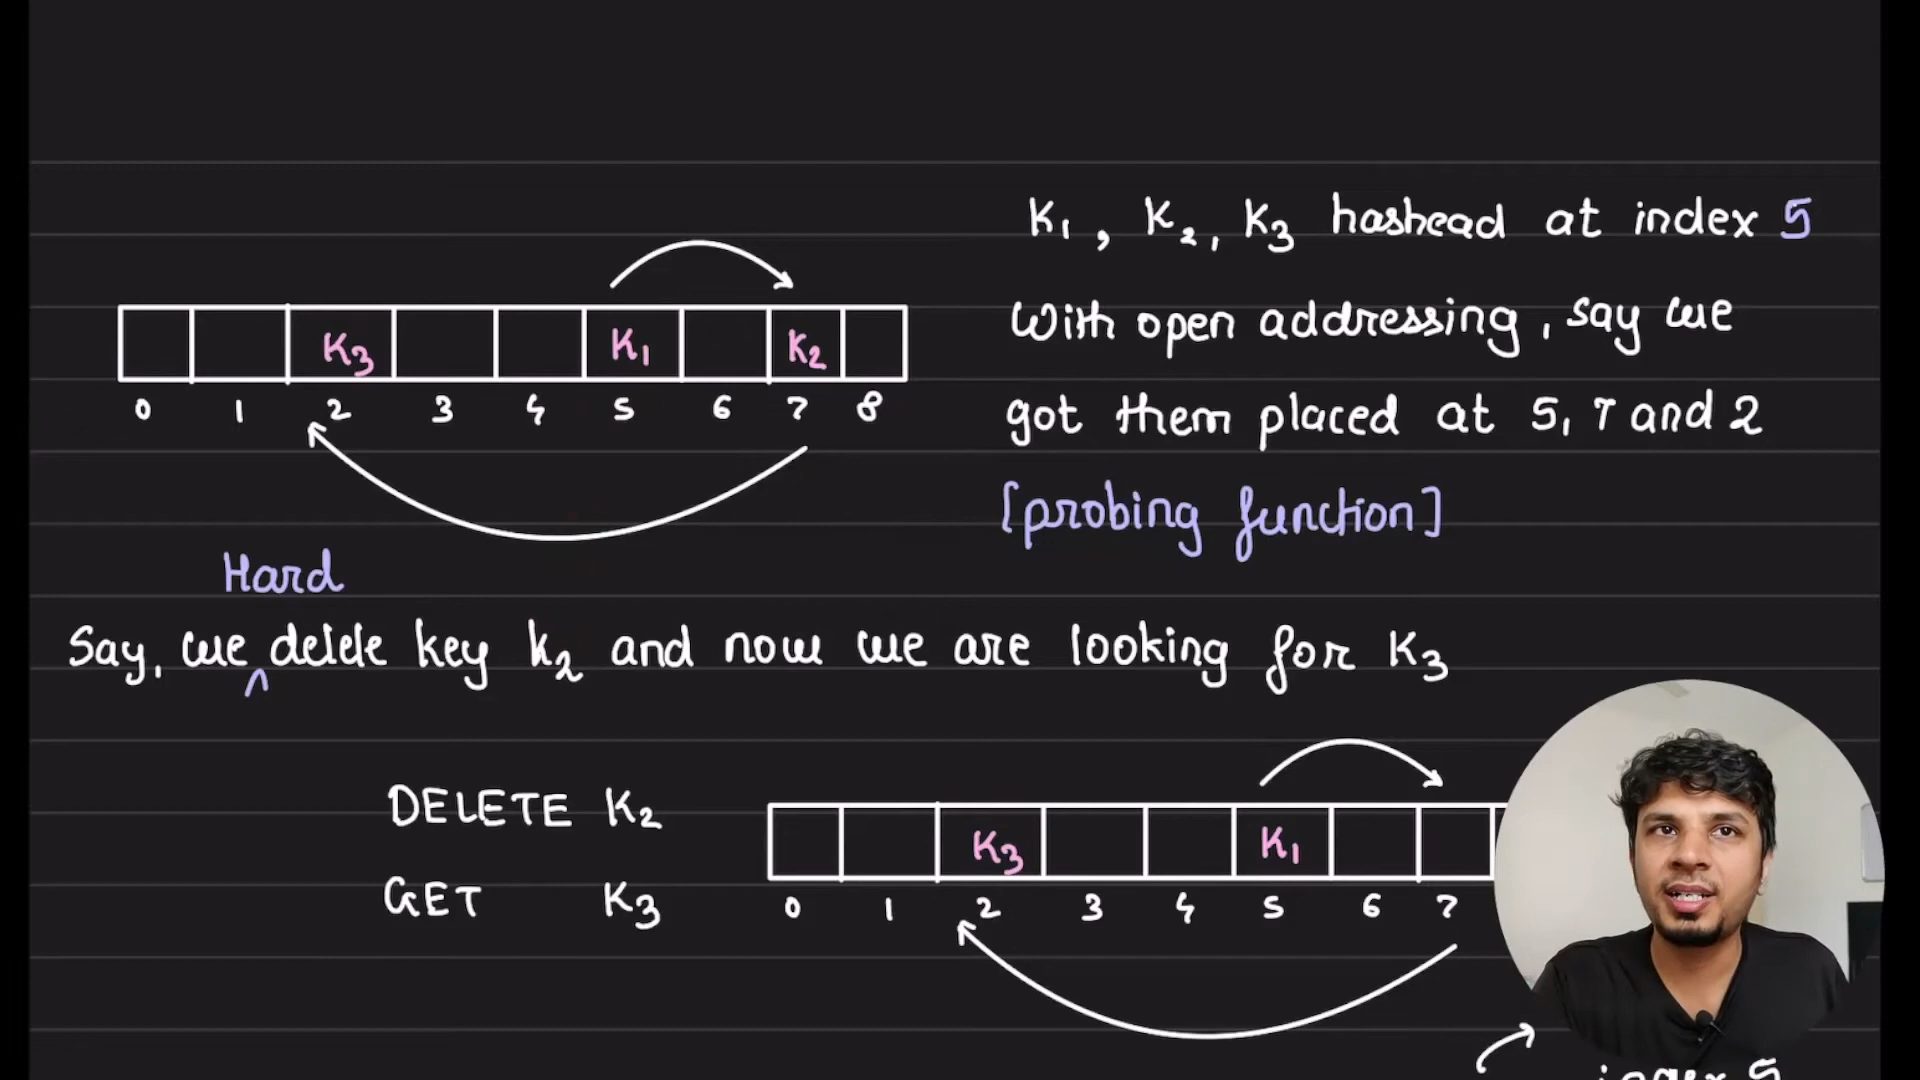 K1, K2, K3 hashead at index 5
With open addressing, say we
got them placed at 5, 7 and 2
[probing function]
K3 K1 K2
0 1 2 3 4 5 6 7 8
Hard
Say, we ^ delete key k2 and now we are looking for K3
DELETE K2
GET K3
K3 K1
0 1 2 3 4 5 6 7
index 5